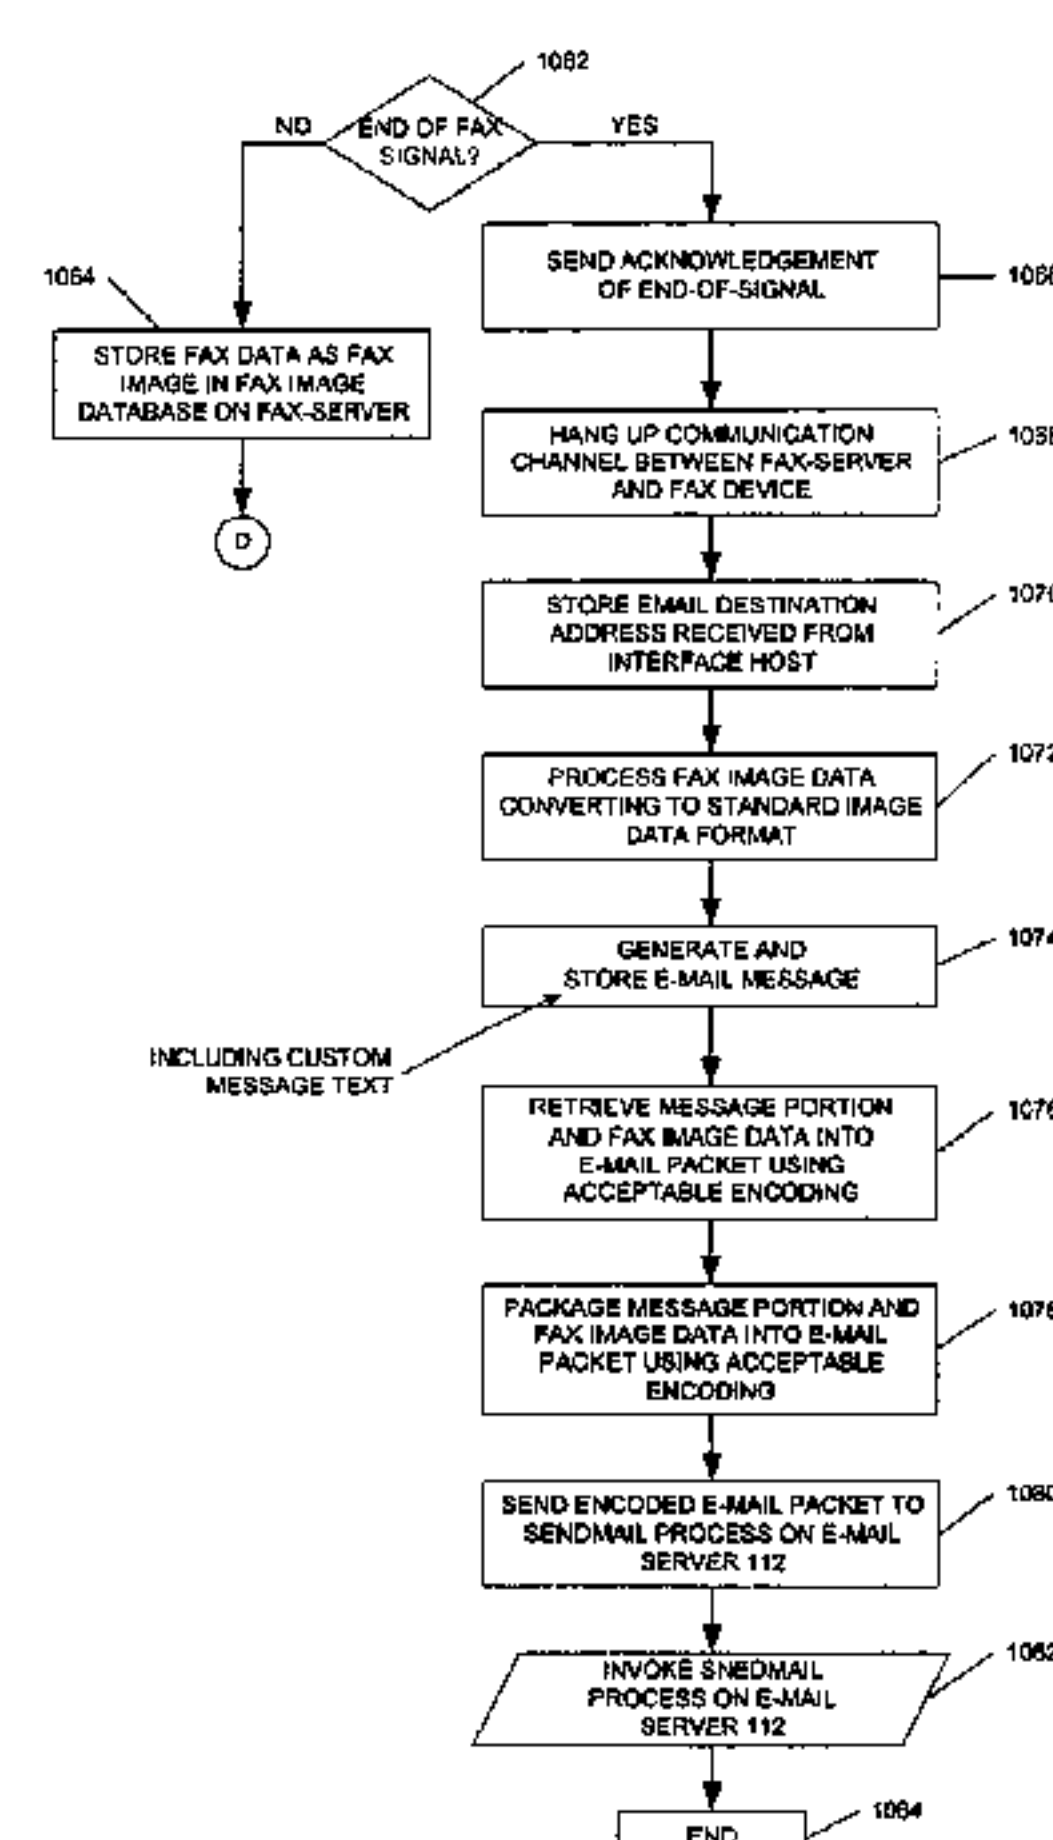 1062
NO
END OF FAX
SIGNAL?
YES
SEND ACKNOWLEDGEMENT
OF END-OF-SIGNAL
1064
STORE FAX DATA AS FAX
IMAGE IN FAX IMAGE
DATABASE ON FAX-SERVER
D
HANG UP COMMUNICATION
CHANNEL BETWEEN FAX-SERVER
AND FAX DEVICE
STORE EMAIL DESTINATION
ADDRESS RECEIVED FROM
INTERFACE HOST
1072
PROCESS FAX IMAGE DATA
CONVERTING TO STANDARD IMAGE
DATA FORMAT
1074
GENERATE AND
STORE E-MAIL MESSAGE
INCLUDING CUSTOM
MESSAGE TEXT
RETRIEVE MESSAGE PORTION
AND FAX IMAGE DATA INTO
E-MAIL PACKET USING
ACCEPTABLE ENCODING
PACKAGE MESSAGE PORTION AND
FAX IMAGE DATA INTO E-MAIL
PACKET USING ACCEPTABLE
ENCODING
SEND ENCODED E-MAIL PACKET TO
SENDMAIL PROCESS ON E-MAIL
SERVER 112
INVOKE SNEDMAIL
PROCESS ON E-MAIL
SERVER 112
END